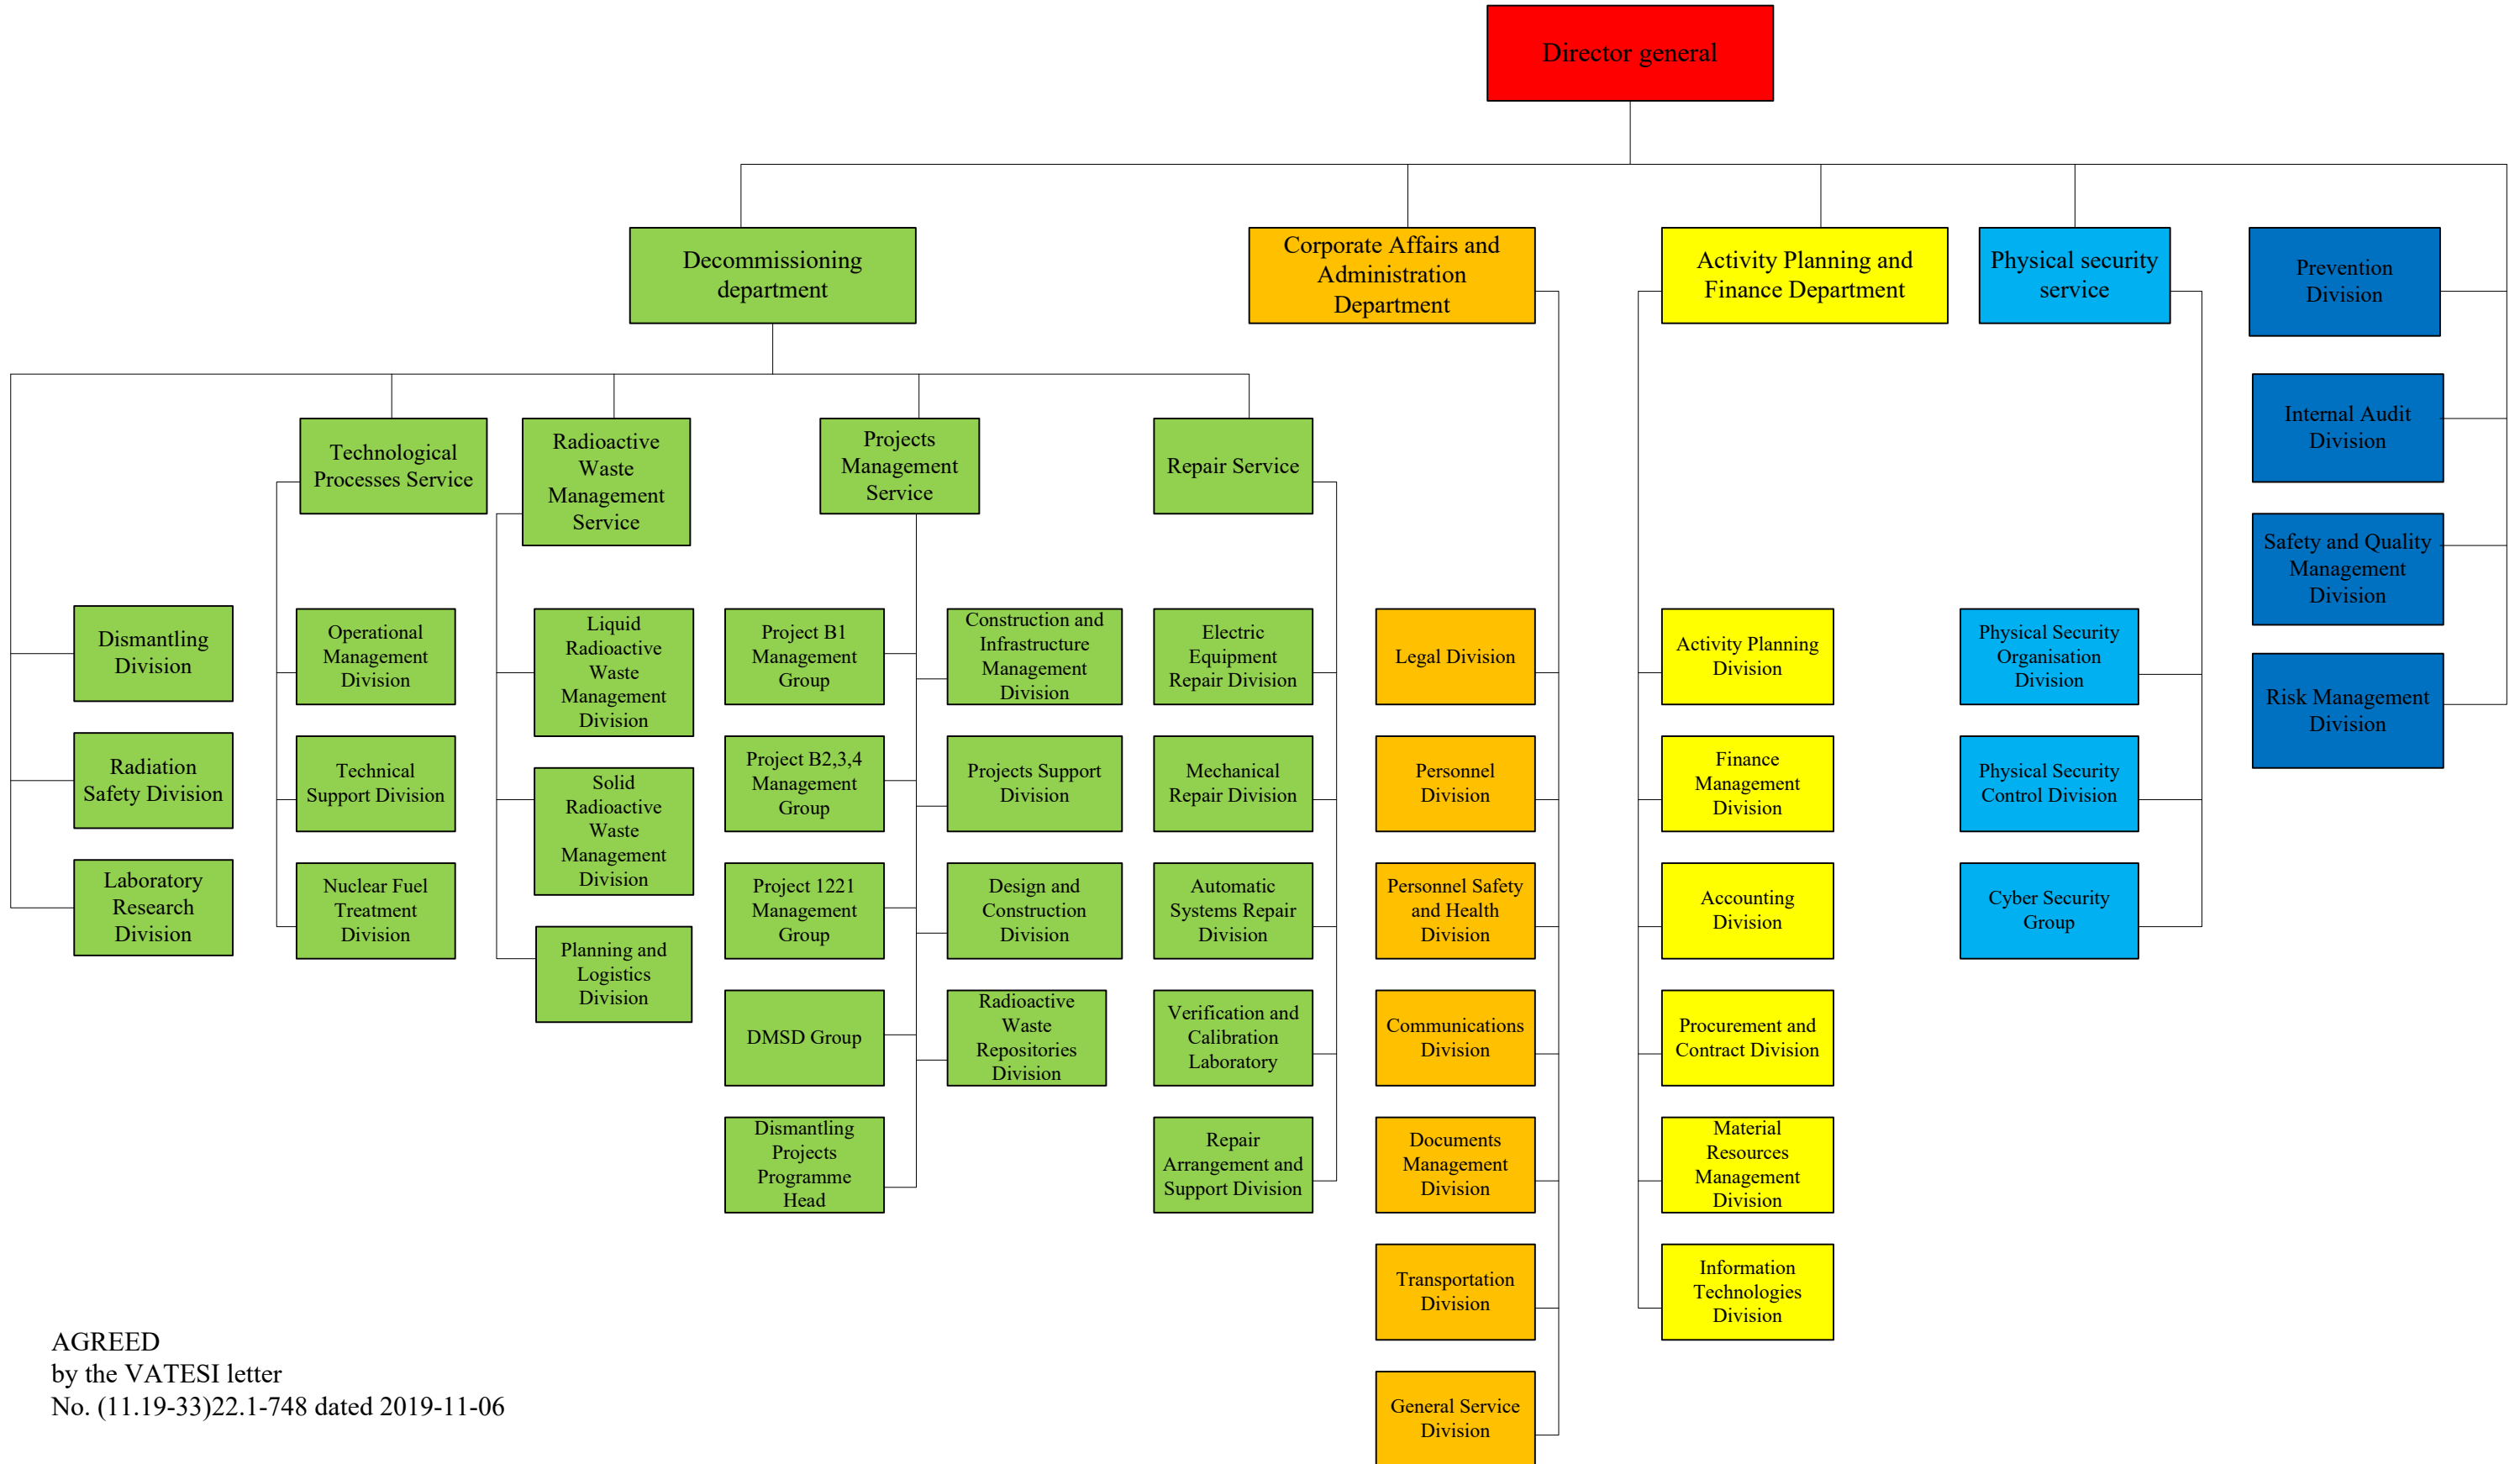 Director general
Decommissioning
department
Corporate Affairs and
Administration
Department
Activity Planning and
Finance Department
Physical security
service
Prevention
Division
Internal Audit
Division
Safety and Quality
Management
Division
Risk Management
Division
Technological
Processes Service
Radioactive
Waste
Management
Service
Projects
Management
Service
Repair Service
Dismantling
Division
Radiation
Safety Division
Laboratory
Research
Division
Operational
Management
Division
Technical
Support Division
Nuclear Fuel
Treatment
Division
Liquid
Radioactive
Waste
Management
Division
Solid
Radioactive
Waste
Management
Division
Planning and
Logistics
Division
Project B1
Management
Group
Project B2,3,4
Management
Group
Project 1221
Management
Group
DMSD Group
Dismantling
Projects
Programme
Head
Construction and
Infrastructure
Management
Division
Projects Support
Division
Design and
Construction
Division
Radioactive
Waste
Repositories
Division
Electric
Equipment
Repair Division
Mechanical
Repair Division
Automatic
Systems Repair
Division
Verification and
Calibration
Laboratory
Repair
Arrangement and
Support Division
Legal Division
Personnel
Division
Personnel Safety
and Health
Division
Communications
Division
Documents
Management
Division
Transportation
Division
General Service
Division
Activity Planning
Division
Finance
Management
Division
Accounting
Division
Procurement and
Contract Division
Material
Resources
Management
Division
Information
Technologies
Division
Physical Security
Organisation
Division
Physical Security
Control Division
Cyber Security
Group
AGREED
by the VATESI letter
No. (11.19-33)22.1-748 dated 2019-11-06